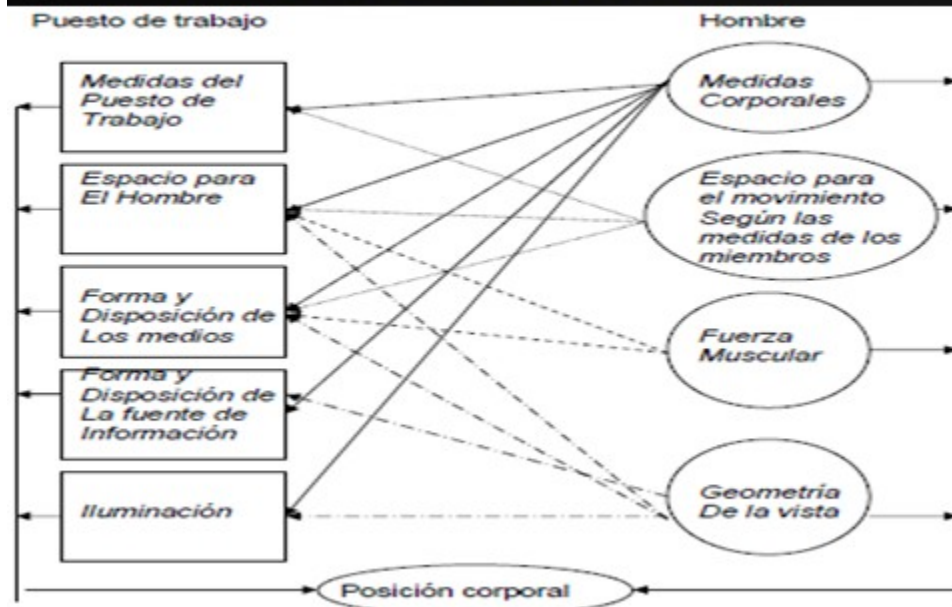 Puesto de trabajo
Hombre
Medidas del
Puesto de
Trabajo
Espacio para
El Hombre
Forma y
Disposición de
Los medios
Forma y
Disposición de
La fuente de
Información
Iluminación
Medidas
Corporales
Espacio para
el movimiento
Según las
medidas de los
miembros
Fuerza
Muscular
Geometría
De la vista
Posición corporal